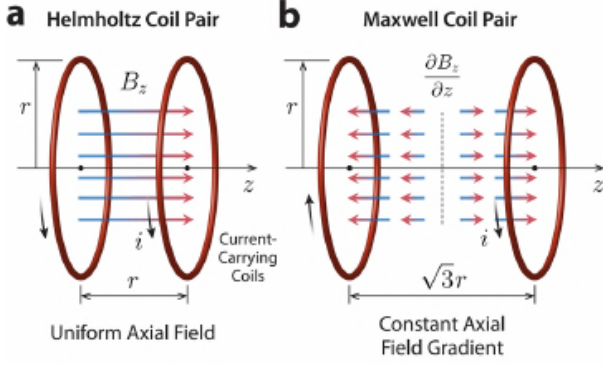 a Helmholtz Coil Pair
r
B_z
z
i
Current-
Carrying
Coils
r
Uniform Axial Field
b Maxwell Coil Pair
r
∂B_z
∂z
z
i
√3r
Constant Axial
Field Gradient